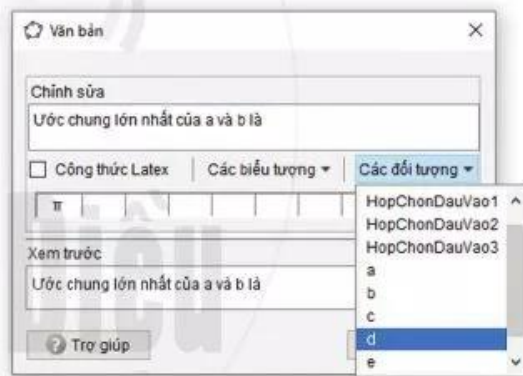 Văn bản
Chỉnh sửa
Ước chung lớn nhất của a và b là
Công thức Latex
Các biểu tượng
Các đối tượng
π
HopChonDauVao1
HopChonDauVao2
HopChonDauVao3
a
b
c
d
e
Xem trước
Ước chung lớn nhất của a và b là
Trợ giúp